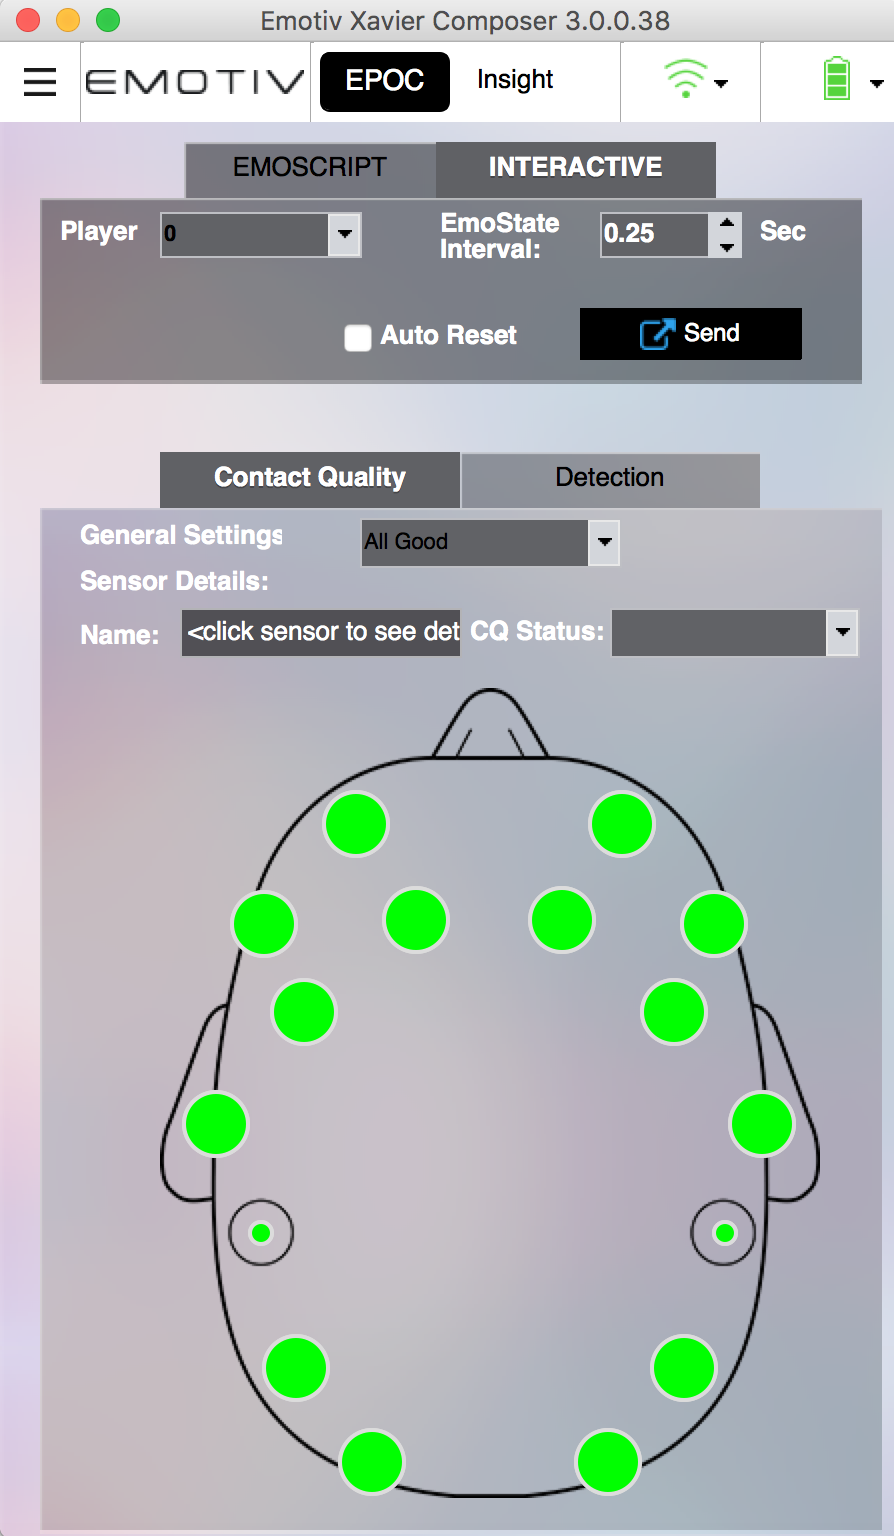 Emotiv Xavier Composer 3.0.0.38
EMOTIV EPOC Insight
EMOSCRIPT INTERACTIVE
Player 0 EmoState Interval: 0.25 Sec
Auto Reset Send
Contact Quality Detection
General Settings All Good
Sensor Details:
Name: <click sensor to see det CQ Status: